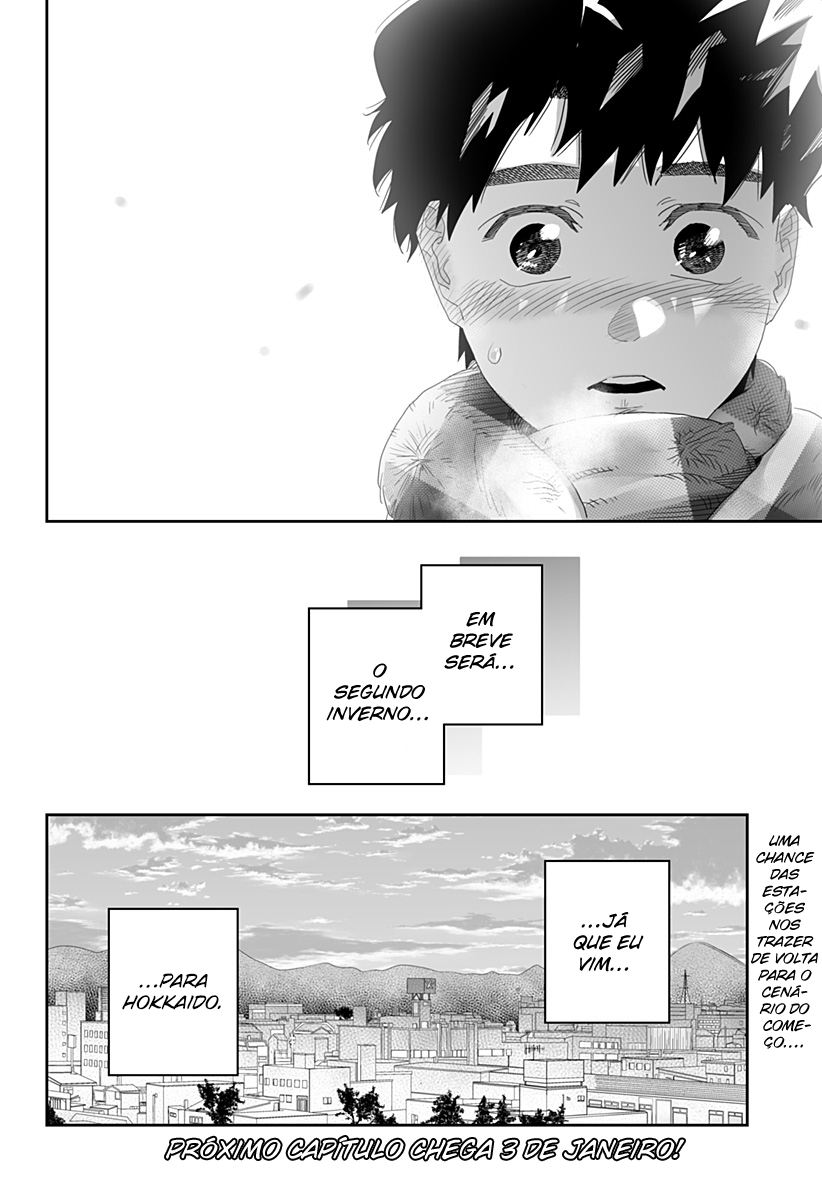 EM
BREVE
SERÁ...
O
SEGUNDO
INVERNO...
...JÁ
QUE EU
VIM...
...PARA
HOKKAIDO.
UMA
CHANCE
DAS
ESTA-
ÇÕES
NOS
TRAZER
DE VOLTA
PARA O
CENÁ-
RIO DO
COME-
ÇO....
PRÓXIMO CAPÍTULO CHEGA 3 DE JANEIRO!